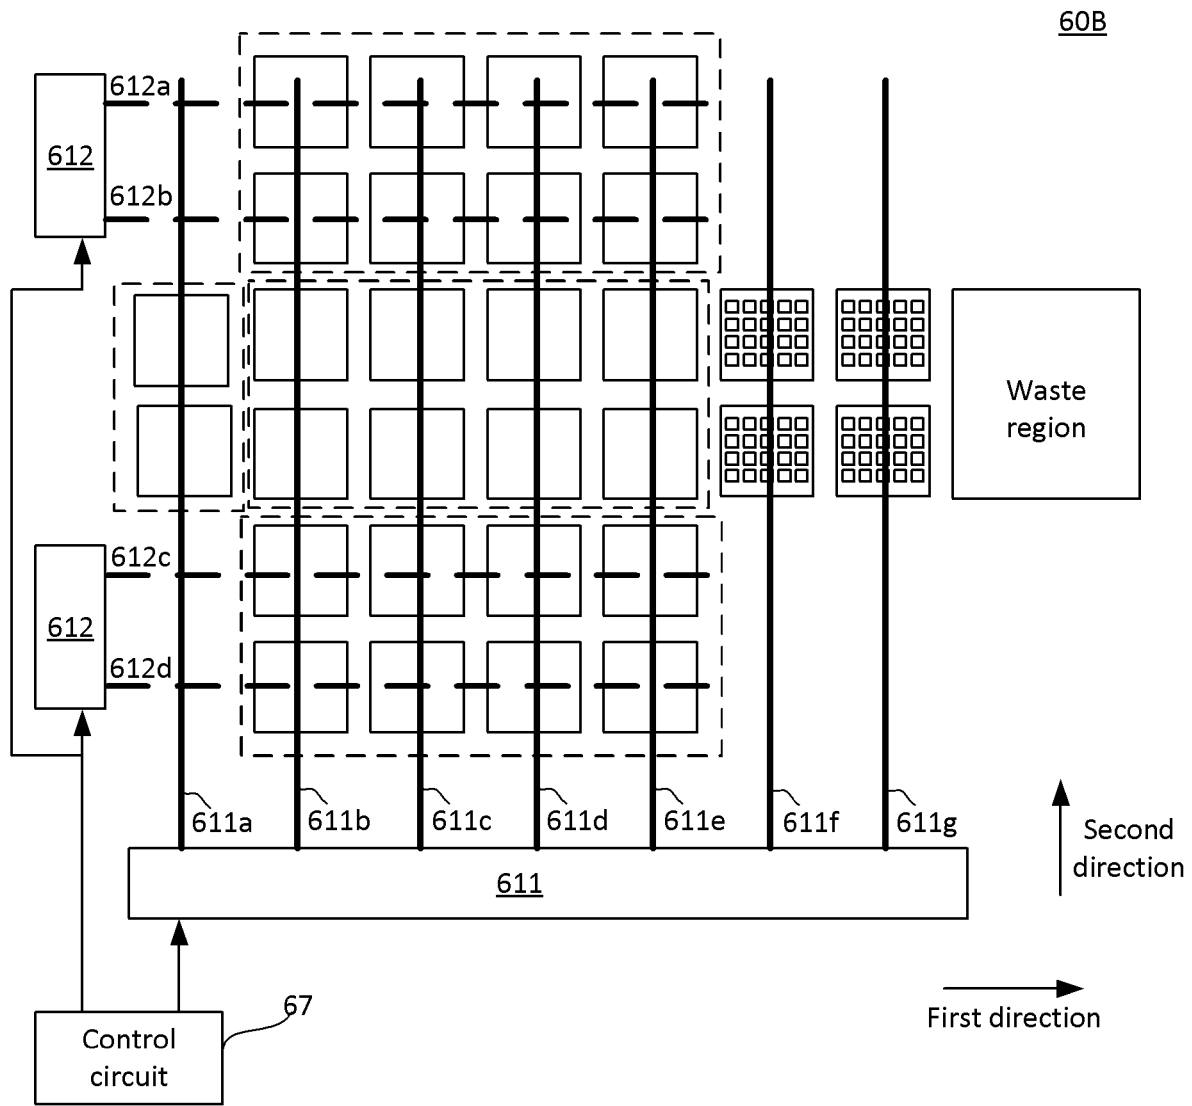 60B
612a
612
612b
Waste
region
612c
612
612d
611a
611b
611c
611d
611e
611f
611g
Second
direction
611
67
First direction
Control
circuit